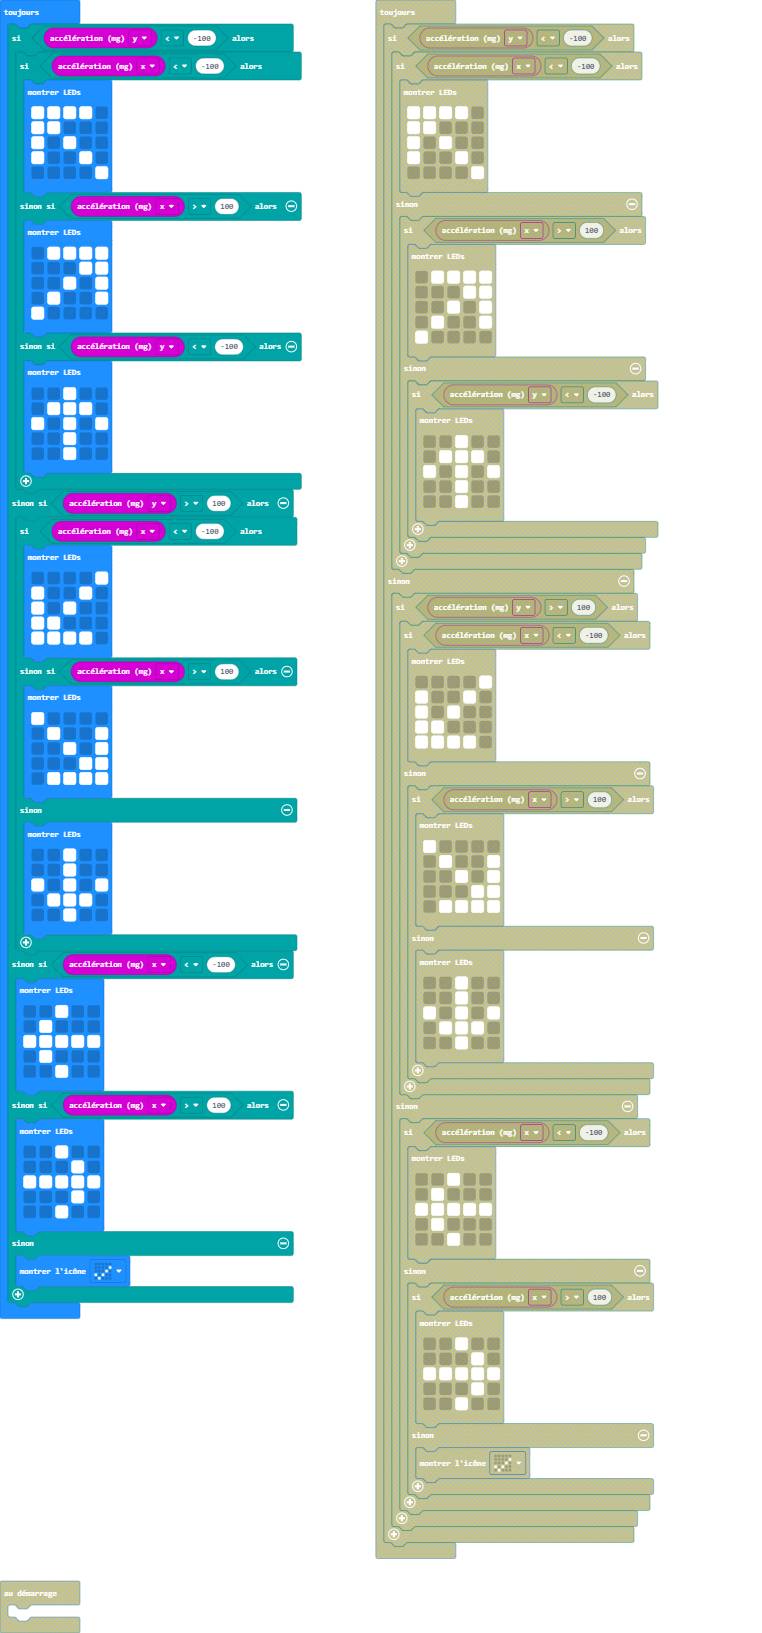 toujours
si accélération (mg) y < -100 alors
si accélération (mg) x < -100 alors
montrer LEDs
sinon si accélération (mg) x > 100 alors
montrer LEDs
sinon si accélération (mg) y < -100 alors
montrer LEDs
sinon si accélération (mg) y > 100 alors
si accélération (mg) x < -100 alors
montrer LEDs
sinon si accélération (mg) x > 100 alors
montrer LEDs
sinon
montrer LEDs
sinon si accélération (mg) x < -100 alors
montrer LEDs
sinon si accélération (mg) x > 100 alors
montrer LEDs
sinon
montrer l'icône
au démarrage
toujours
si accélération (mg) y < -100 alors
si accélération (mg) x < -100 alors
montrer LEDs
sinon
si accélération (mg) x > 100 alors
montrer LEDs
sinon
si accélération (mg) y < -100 alors
montrer LEDs
sinon
si accélération (mg) y > 100 alors
si accélération (mg) x < -100 alors
montrer LEDs
sinon
si accélération (mg) x > 100 alors
montrer LEDs
sinon
montrer LEDs
sinon
si accélération (mg) x < -100 alors
montrer LEDs
sinon
si accélération (mg) x > 100 alors
montrer LEDs
sinon
montrer l'icône